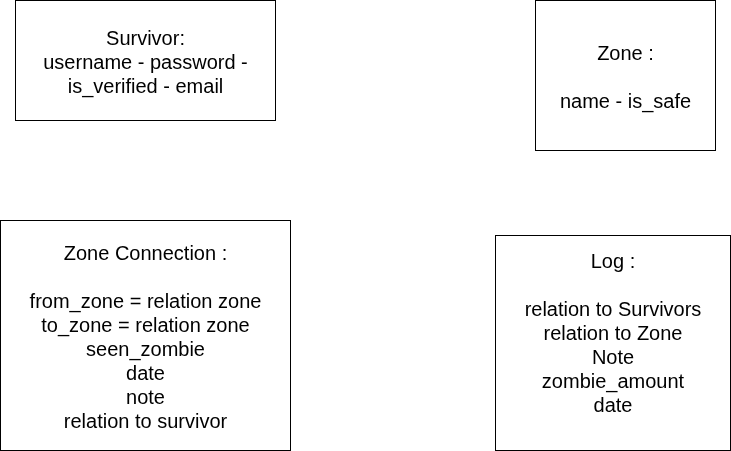 Survivor:
username - password -
is_verified - email
Zone :
name - is_safe
Zone Connection :
from_zone = relation zone
to_zone = relation zone
seen_zombie
date
note
relation to survivor
Log :
relation to Survivors
relation to Zone
Note
zombie_amount
date